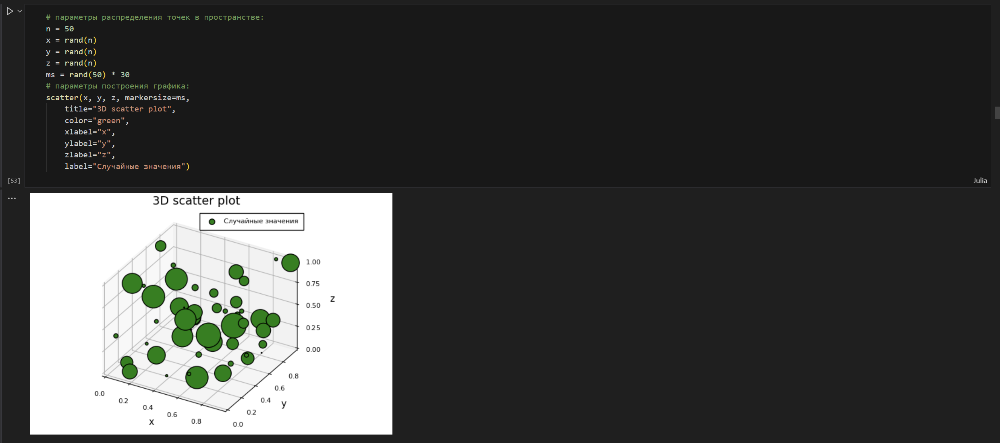 # параметры распределения точек в пространстве:
n = 50
x = rand(n)
y = rand(n)
z = rand(n)
ms = rand(50) * 30
# параметры построения графика:
scatter(x, y, z, markersize=ms,
    title="3D scatter plot",
    color="green",
    xlabel="x",
    ylabel="y",
    zlabel="z",
    label="Случайные значения")
[53]
Julia
...
3D scatter plot
Случайные значения
1.00
0.75
z
0.50
0.25
0.00
0.8
0.6
0.4
y
0.2
0.0
0.0
0.2
0.4
0.6
0.8
x